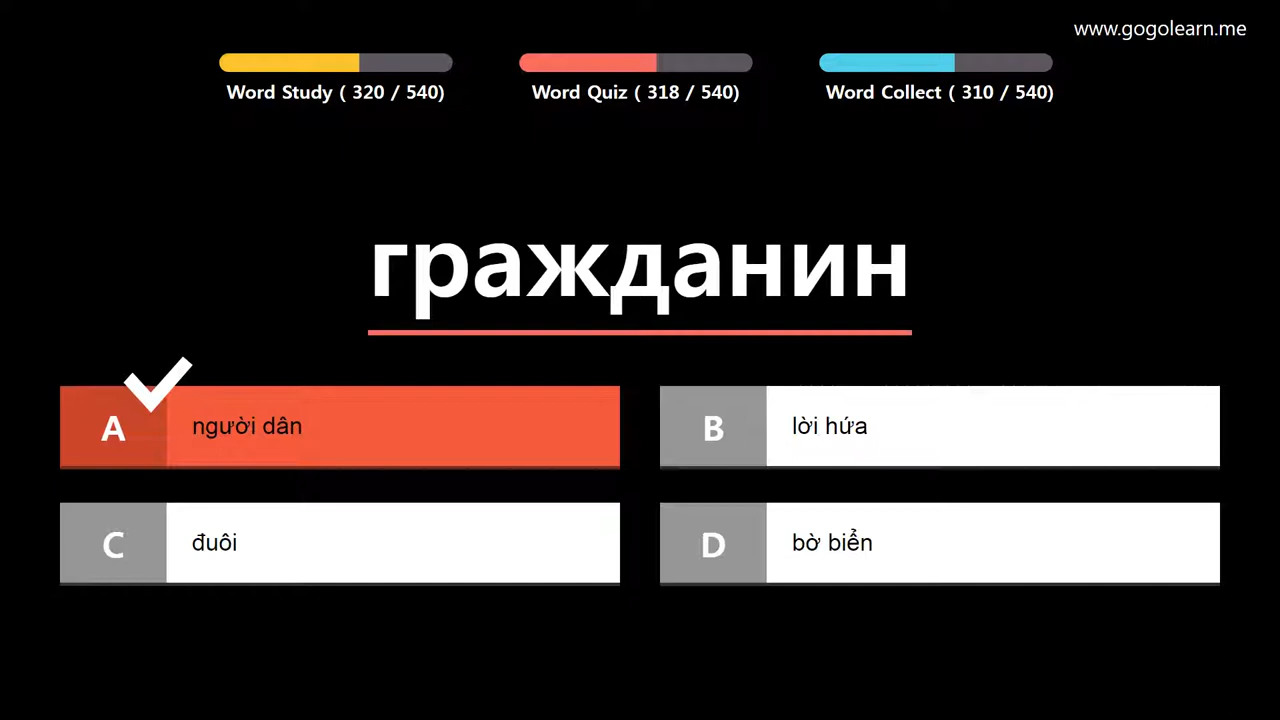 www.gogolearn.me
Word Study ( 320 / 540)
Word Quiz ( 318 / 540)
Word Collect ( 310 / 540)
гражданин
A người dân
B lời hứa
C đuôi
D bờ biển